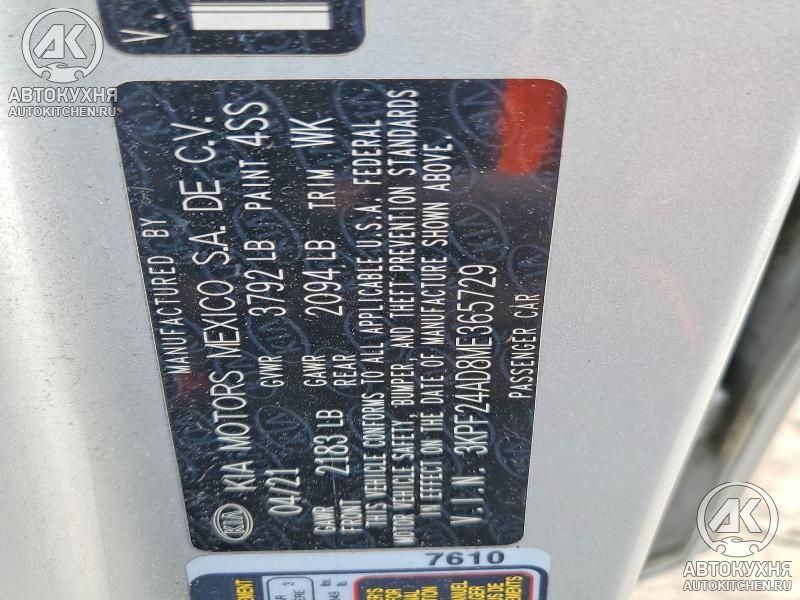 V.
MANUFACTURED BY
KIA KIA MOTORS MEXICO S.A. DE C.V.
04/21 GVWR 3792 LB PAINT 4SS
GAWR FRONT 2183 LB GAWR REAR 2094 LB TRIM WK
THIS VEHICLE CONFORMS TO ALL APPLICABLE U.S.A. FEDERAL
MOTOR VEHICLE SAFETY, BUMPER, AND THEFT PREVENTION STANDARDS
IN EFFECT ON THE DATE OF MANUFACTURE SHOWN ABOVE.
V.I.N. 3KPF24AD8ME365729
PASSENGER CAR
7610
AK
АВТОКУХНЯ
AUTOKITCHEN.RU
AK
АВТОКУХНЯ
AUTOKITCHEN.RU